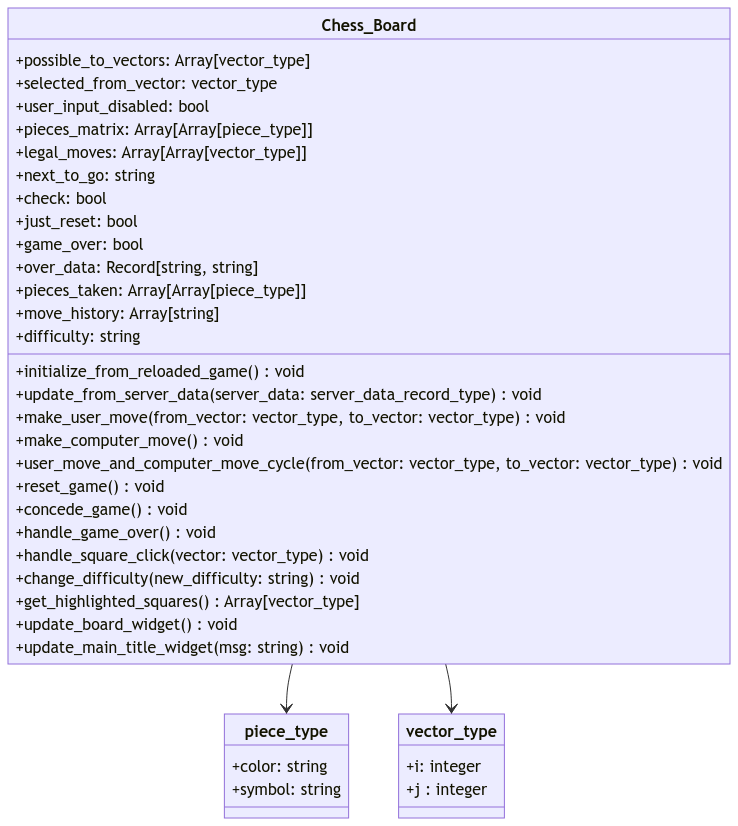 Chess_Board
+possible_to_vectors: Array[vector_type]
+selected_from_vector: vector_type
+user_input_disabled: bool
+pieces_matrix: Array[Array[piece_type]]
+legal_moves: Array[Array[vector_type]]
+next_to_go: string
+check: bool
+just_reset: bool
+game_over: bool
+over_data: Record[string, string]
+pieces_taken: Array[Array[piece_type]]
+move_history: Array[string]
+difficulty: string
+initialize_from_reloaded_game() : void
+update_from_server_data(server_data: server_data_record_type) : void
+make_user_move(from_vector: vector_type, to_vector: vector_type) : void
+make_computer_move() : void
+user_move_and_computer_move_cycle(from_vector: vector_type, to_vector: vector_type) : void
+reset_game() : void
+concede_game() : void
+handle_game_over() : void
+handle_square_click(vector: vector_type) : void
+change_difficulty(new_difficulty: string) : void
+get_highlighted_squares() : Array[vector_type]
+update_board_widget() : void
+update_main_title_widget(msg: string) : void
piece_type
+color: string
+symbol: string
vector_type
+i: integer
+j : integer